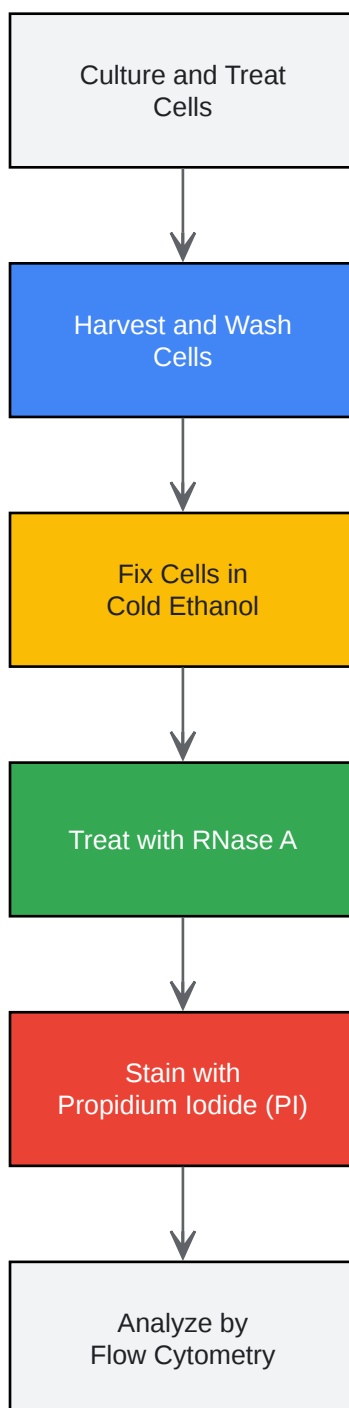 Culture and Treat
Cells
Harvest and Wash
Cells
Fix Cells in
Cold Ethanol
Treat with RNase A
Stain with
Propidium Iodide (PI)
Analyze by
Flow Cytometry